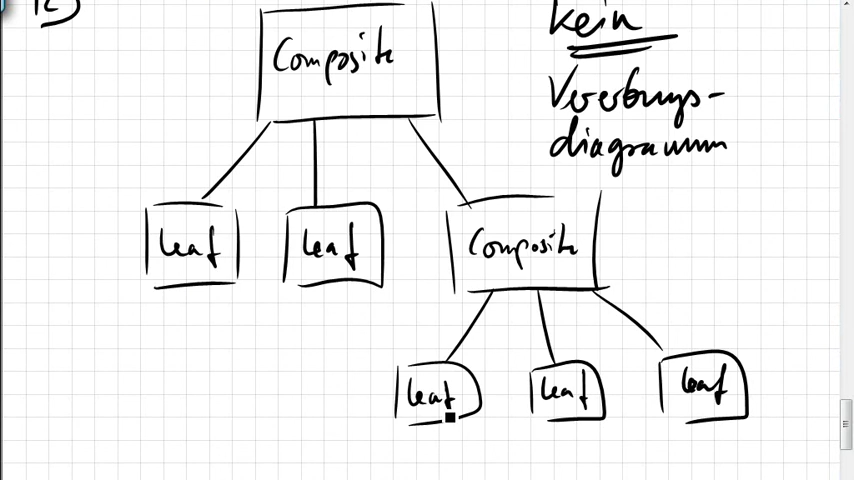 Composite
kein
Vererbungs-
diagramm
leaf
leaf
Composite
leaf
leaf
leaf